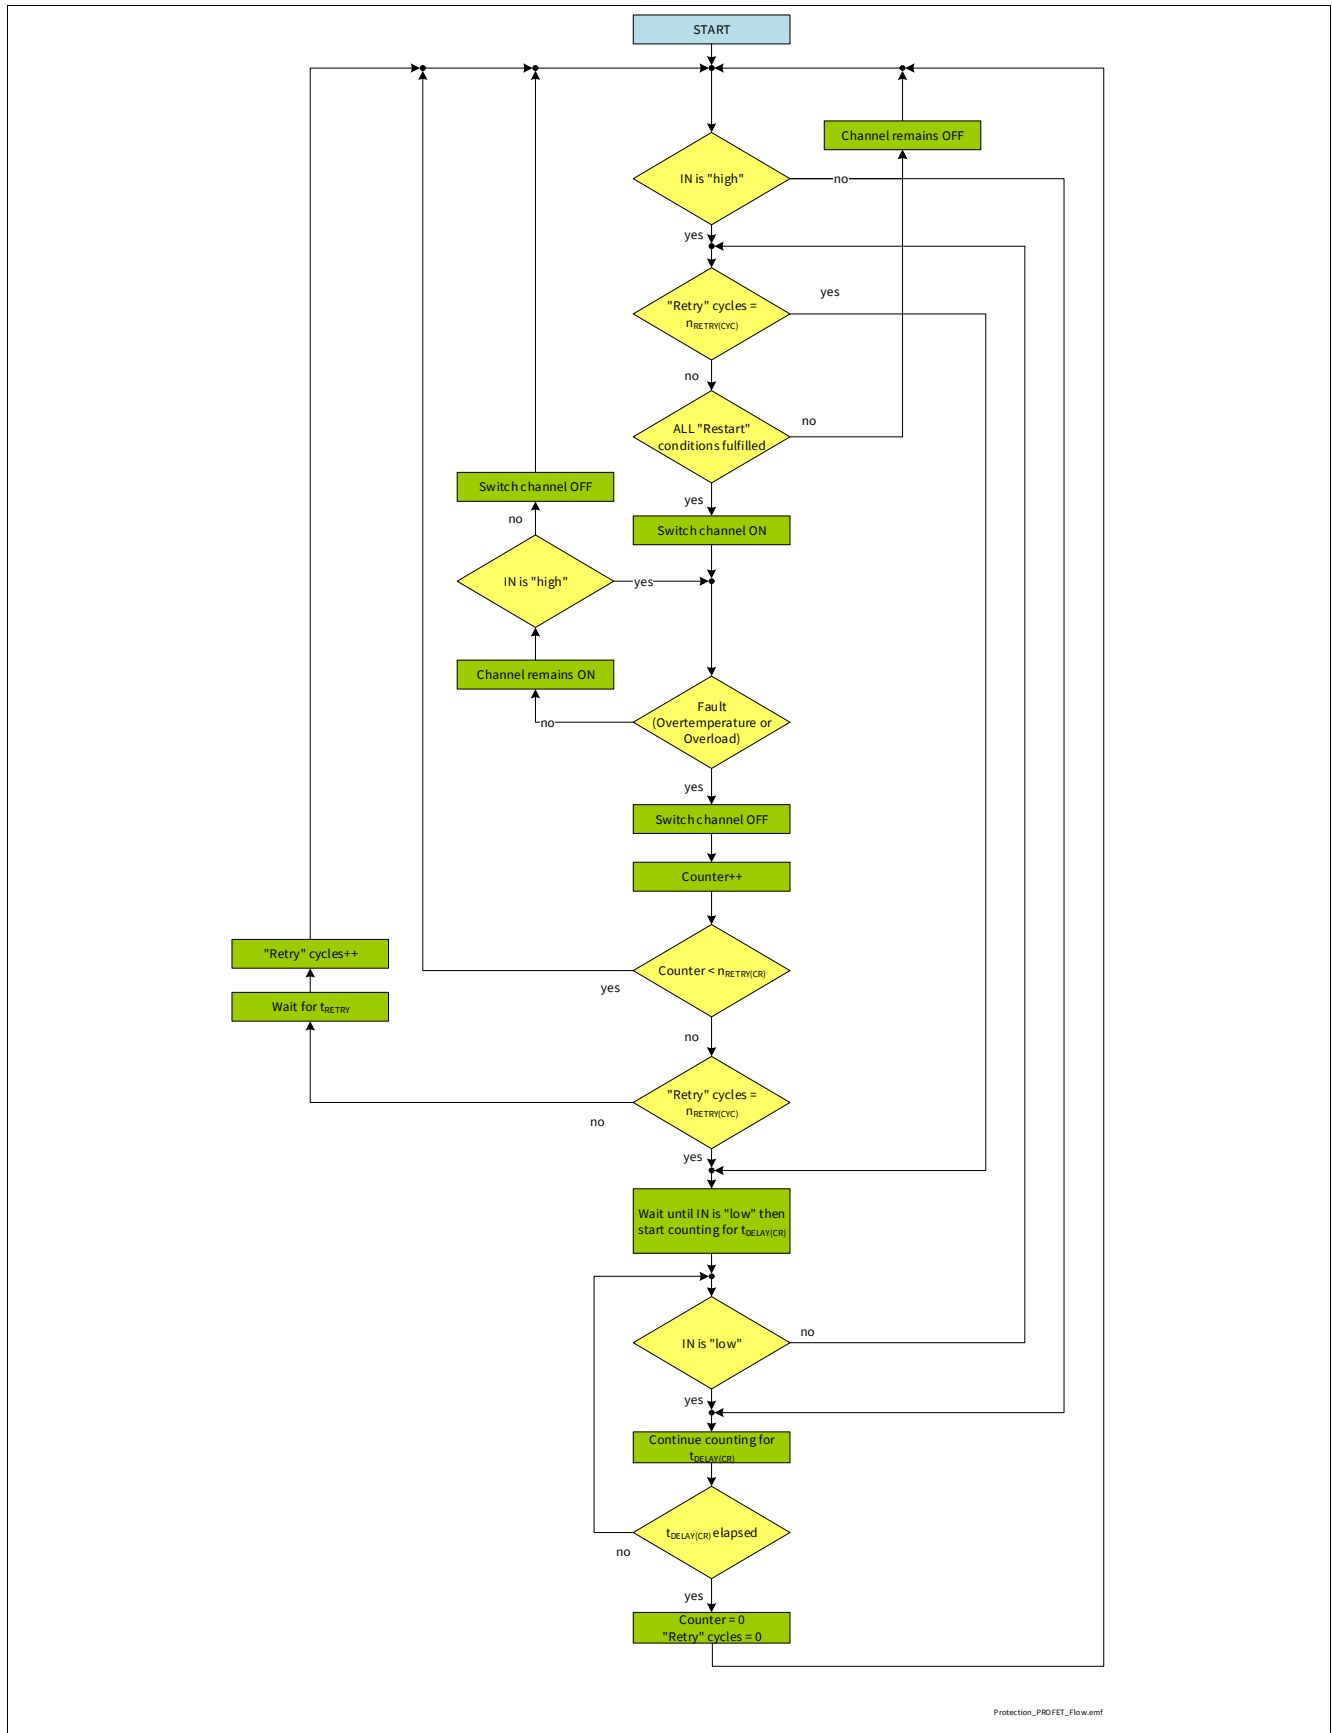 START
Channel remains OFF
IN is "high"
no
yes
"Retry" cycles =
nRETRY(CYC)
yes
no
ALL "Restart"
conditions fulfilled
no
yes
Switch channel OFF
no
Switch channel ON
IN is "high"
yes
Channel remains ON
Fault
(Overtemperature or
Overload)
no
yes
Switch channel OFF
Counter++
"Retry" cycles++
Counter < nRETRY(CR)
yes
Wait for tRETRY
no
"Retry" cycles =
nRETRY(CYC)
no
yes
Wait until IN is "low" then
start counting for tDELAY(CR)
IN is "low"
no
yes
Continue counting for
tDELAY(CR)
tDELAY(CR) elapsed
no
yes
Counter = 0
"Retry" cycles = 0
Protection_PROFET_Flow.emf